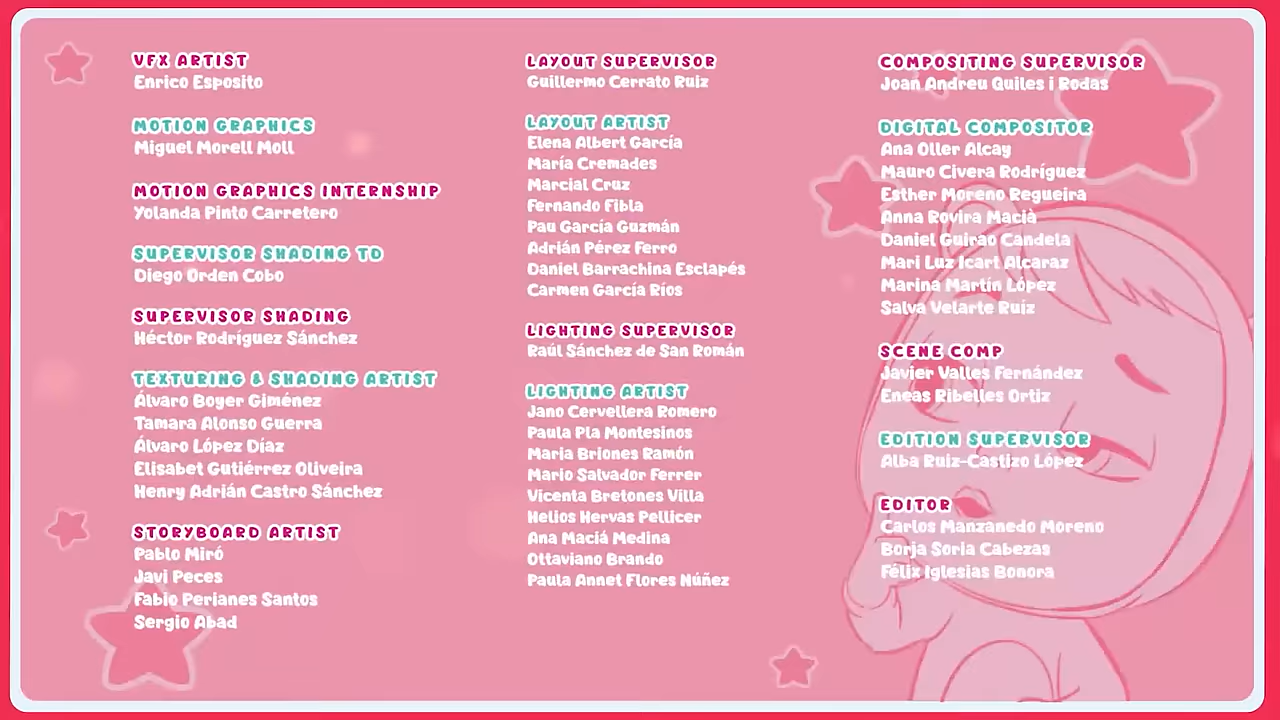 VFX ARTIST
Enrico Esposito
MOTION GRAPHICS
Miguel Morell Moll
MOTION GRAPHICS INTERNSHIP
Yolanda Pinto Carretero
SUPERVISOR SHADING TD
Diego Orden Cobo
SUPERVISOR SHADING
Héctor Rodríguez Sánchez
TEXTURING & SHADING ARTIST
Álvaro Boyer Giménez
Tamara Alonso Guerra
Álvaro López Díaz
Elisabet Gutiérrez Oliveira
Henry Adrián Castro Sánchez
STORYBOARD ARTIST
Pablo Miró
Javi Peces
Fabio Perianes Santos
Sergio Abad
LAYOUT SUPERVISOR
Guillermo Cerrato Ruiz
LAYOUT ARTIST
Elena Albert García
María Cremades
Marcial Cruz
Fernando Fibla
Pau García Guzmán
Adrián Pérez Ferro
Daniel Barrachina Esclapés
Carmen García Ríos
LIGHTING SUPERVISOR
Raúl Sánchez de San Román
LIGHTING ARTIST
Jano Cervellera Romero
Paula Pla Montesinos
Maria Briones Ramón
Mario Salvador Ferrer
Vicenta Bretones Villa
Helios Hervas Pellicer
Ana Maciá Medina
Ottaviano Brando
Paula Annet Flores Núñez
COMPOSITING SUPERVISOR
Joan Andreu Quiles i Rodas
DIGITAL COMPOSITOR
Ana Oller Alcay
Mauro Civera Rodríguez
Esther Moreno Regueira
Anna Rovira Macià
Daniel Guirao Candela
Mari Luz Icart Alcaraz
Marina Martín López
Salva Velarte Ruiz
SCENE COMP
Javier Valles Fernández
Eneas Ribelles Ortiz
EDITION SUPERVISOR
Alba Ruiz-Castizo López
EDITOR
Carlos Manzanedo Moreno
Borja Soria Cabezas
Félix Iglesias Bonora